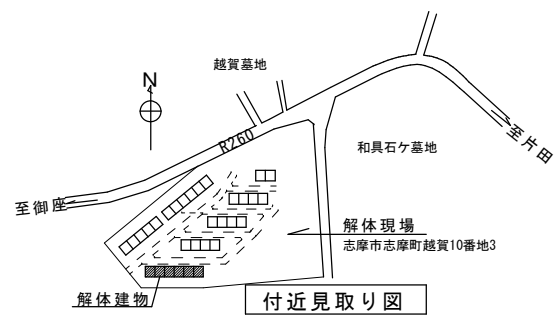 越賀墓地
N
R260
至片田
和具石ケ墓地
至御座
解体現場
志摩市志摩町越賀10番地3
解体建物
付近見取り図